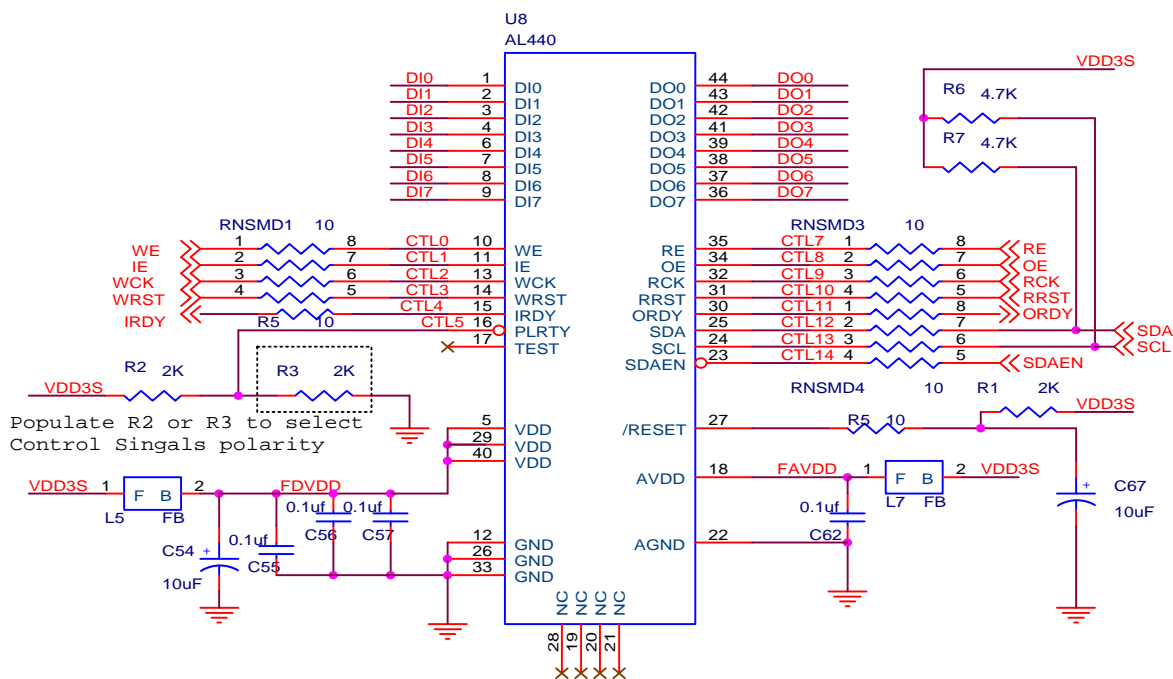 U8
AL440
DI0 1 DI0 DO0 44 DO0
DI1 2 DI1 DO1 43 DO1
DI2 3 DI2 DO2 42 DO2
DI3 4 DI3 DO3 41 DO3
DI4 6 DI4 DO4 39 DO4
DI5 7 DI5 DO5 38 DO5
DI6 8 DI6 DO6 37 DO6
DI7 9 DI7 DO7 36 DO7
VDD3S
R6 4.7K
R7 4.7K
RNSMD1 10
RNSMD3 10
WE 1 8 CTL0 10 WE RE 35 CTL7 1 8 RE
IE 2 7 CTL1 11 IE OE 34 CTL8 2 7 OE
WCK 3 6 CTL2 13 WCK RCK 32 CTL9 3 6 RCK
WRST 4 5 CTL3 14 WRST RRST 31 CTL10 4 5 RRST
IRDY CTL4 15 IRDY ORDY 30 CTL11 1 8 ORDY
R5 10
CTL5 16 PLRTY SDA 25 CTL12 2 7 SDA
17 TEST SCL 24 CTL13 3 6 SCL
SDAEN 23 CTL14 4 5 SDAEN
RNSMD4 10
VDD3S R2 2K R3 2K
Populate R2 or R3 to select
Control Singals polarity
R1 2K VDD3S
5 VDD /RESET 27 R5 10
29 VDD
40 VDD
AVDD 18 FAVDD 1 F B 2 VDD3S
L7 FB
C67
10uF
VDD3S 1 F B 2 FDVDD
L5 FB
0.1uf C56
0.1uf C57
0.1uf C55
C54
10uF
0.1uf
C62
12 GND AGND 22
26 GND
33 GND
NC NC NC NC
28 19 20 21